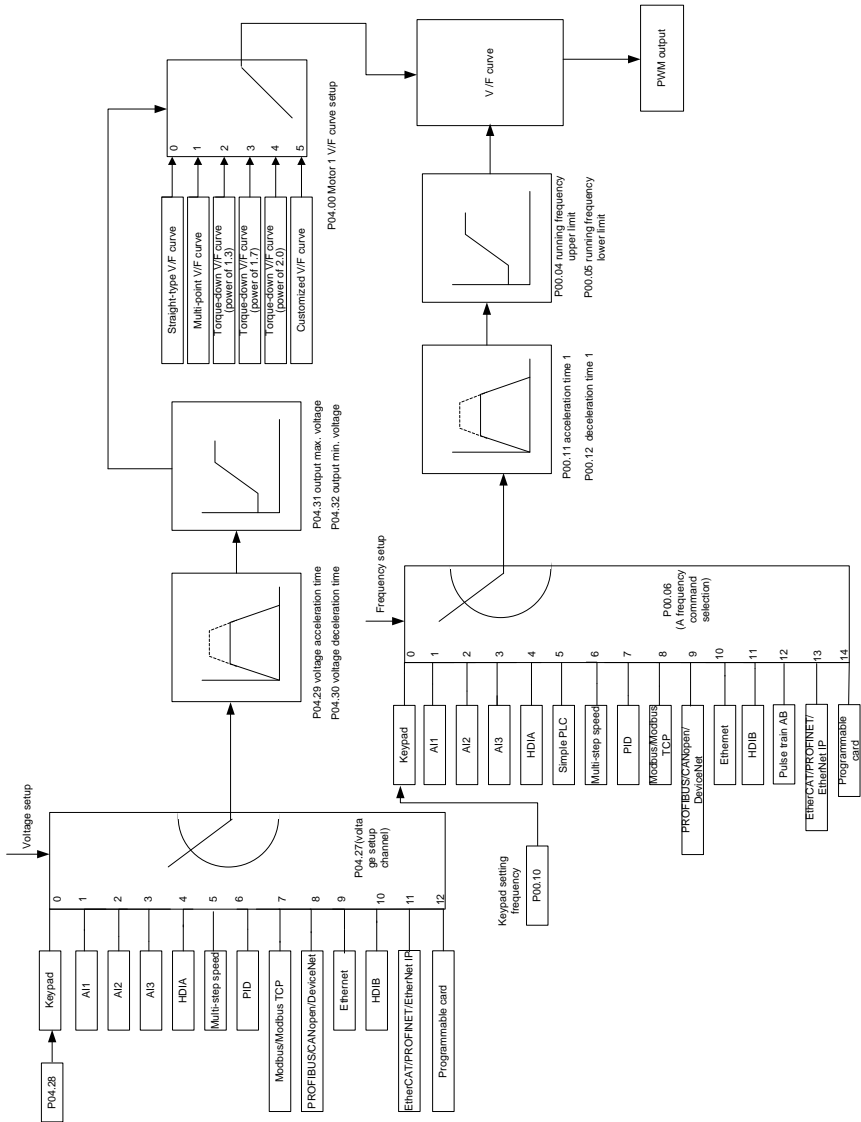 Voltage setup
P04.28
Keypad
AI1
AI2
AI3
HDIA
Multi-step speed
PID
Modbus/Modbus TCP
PROFIBUS/CANopen/DeviceNet
Ethernet
HDIB
EtherCAT/PROFINET/EtherNet IP
Programmable card
0
1
2
3
4
5
6
7
8
9
10
11
12
P04.27(volta
ge setup
channel)
P04.29 voltage acceleration time
P04.30 voltage deceleration time
P04.31 output max. voltage
P04.32 output min. voltage
Straight-type V/F curve
Multi-point V/F curve
Torque-down V/F curve
(power of 1.3)
Torque-down V/F curve
(power of 1.7)
Torque-down V/F curve
(power of 2.0)
Customized V/F curve
0
1
2
3
4
5
P04.00 Motor 1 V/F curve setup
Keypad setting
frequency
P00.10
Frequency setup
Keypad
AI1
AI2
AI3
HDIA
Simple PLC
Multi-step speed
PID
Modbus/Modbus
TCP
PROFIBUS/CANopen/
DeviceNet
Ethernet
HDIB
Pulse train AB
EtherCAT/PROFINET/
EtherNet IP
Programmable
card
0
1
2
3
4
5
6
7
8
9
10
11
12
13
14
P00.06
(A frequency
command
selection)
P00.11 acceleration time 1
P00.12 deceleration time 1
P00.04 running frequency
upper limit
P00.05 running frequency
lower limit
V/F curve
PWM output